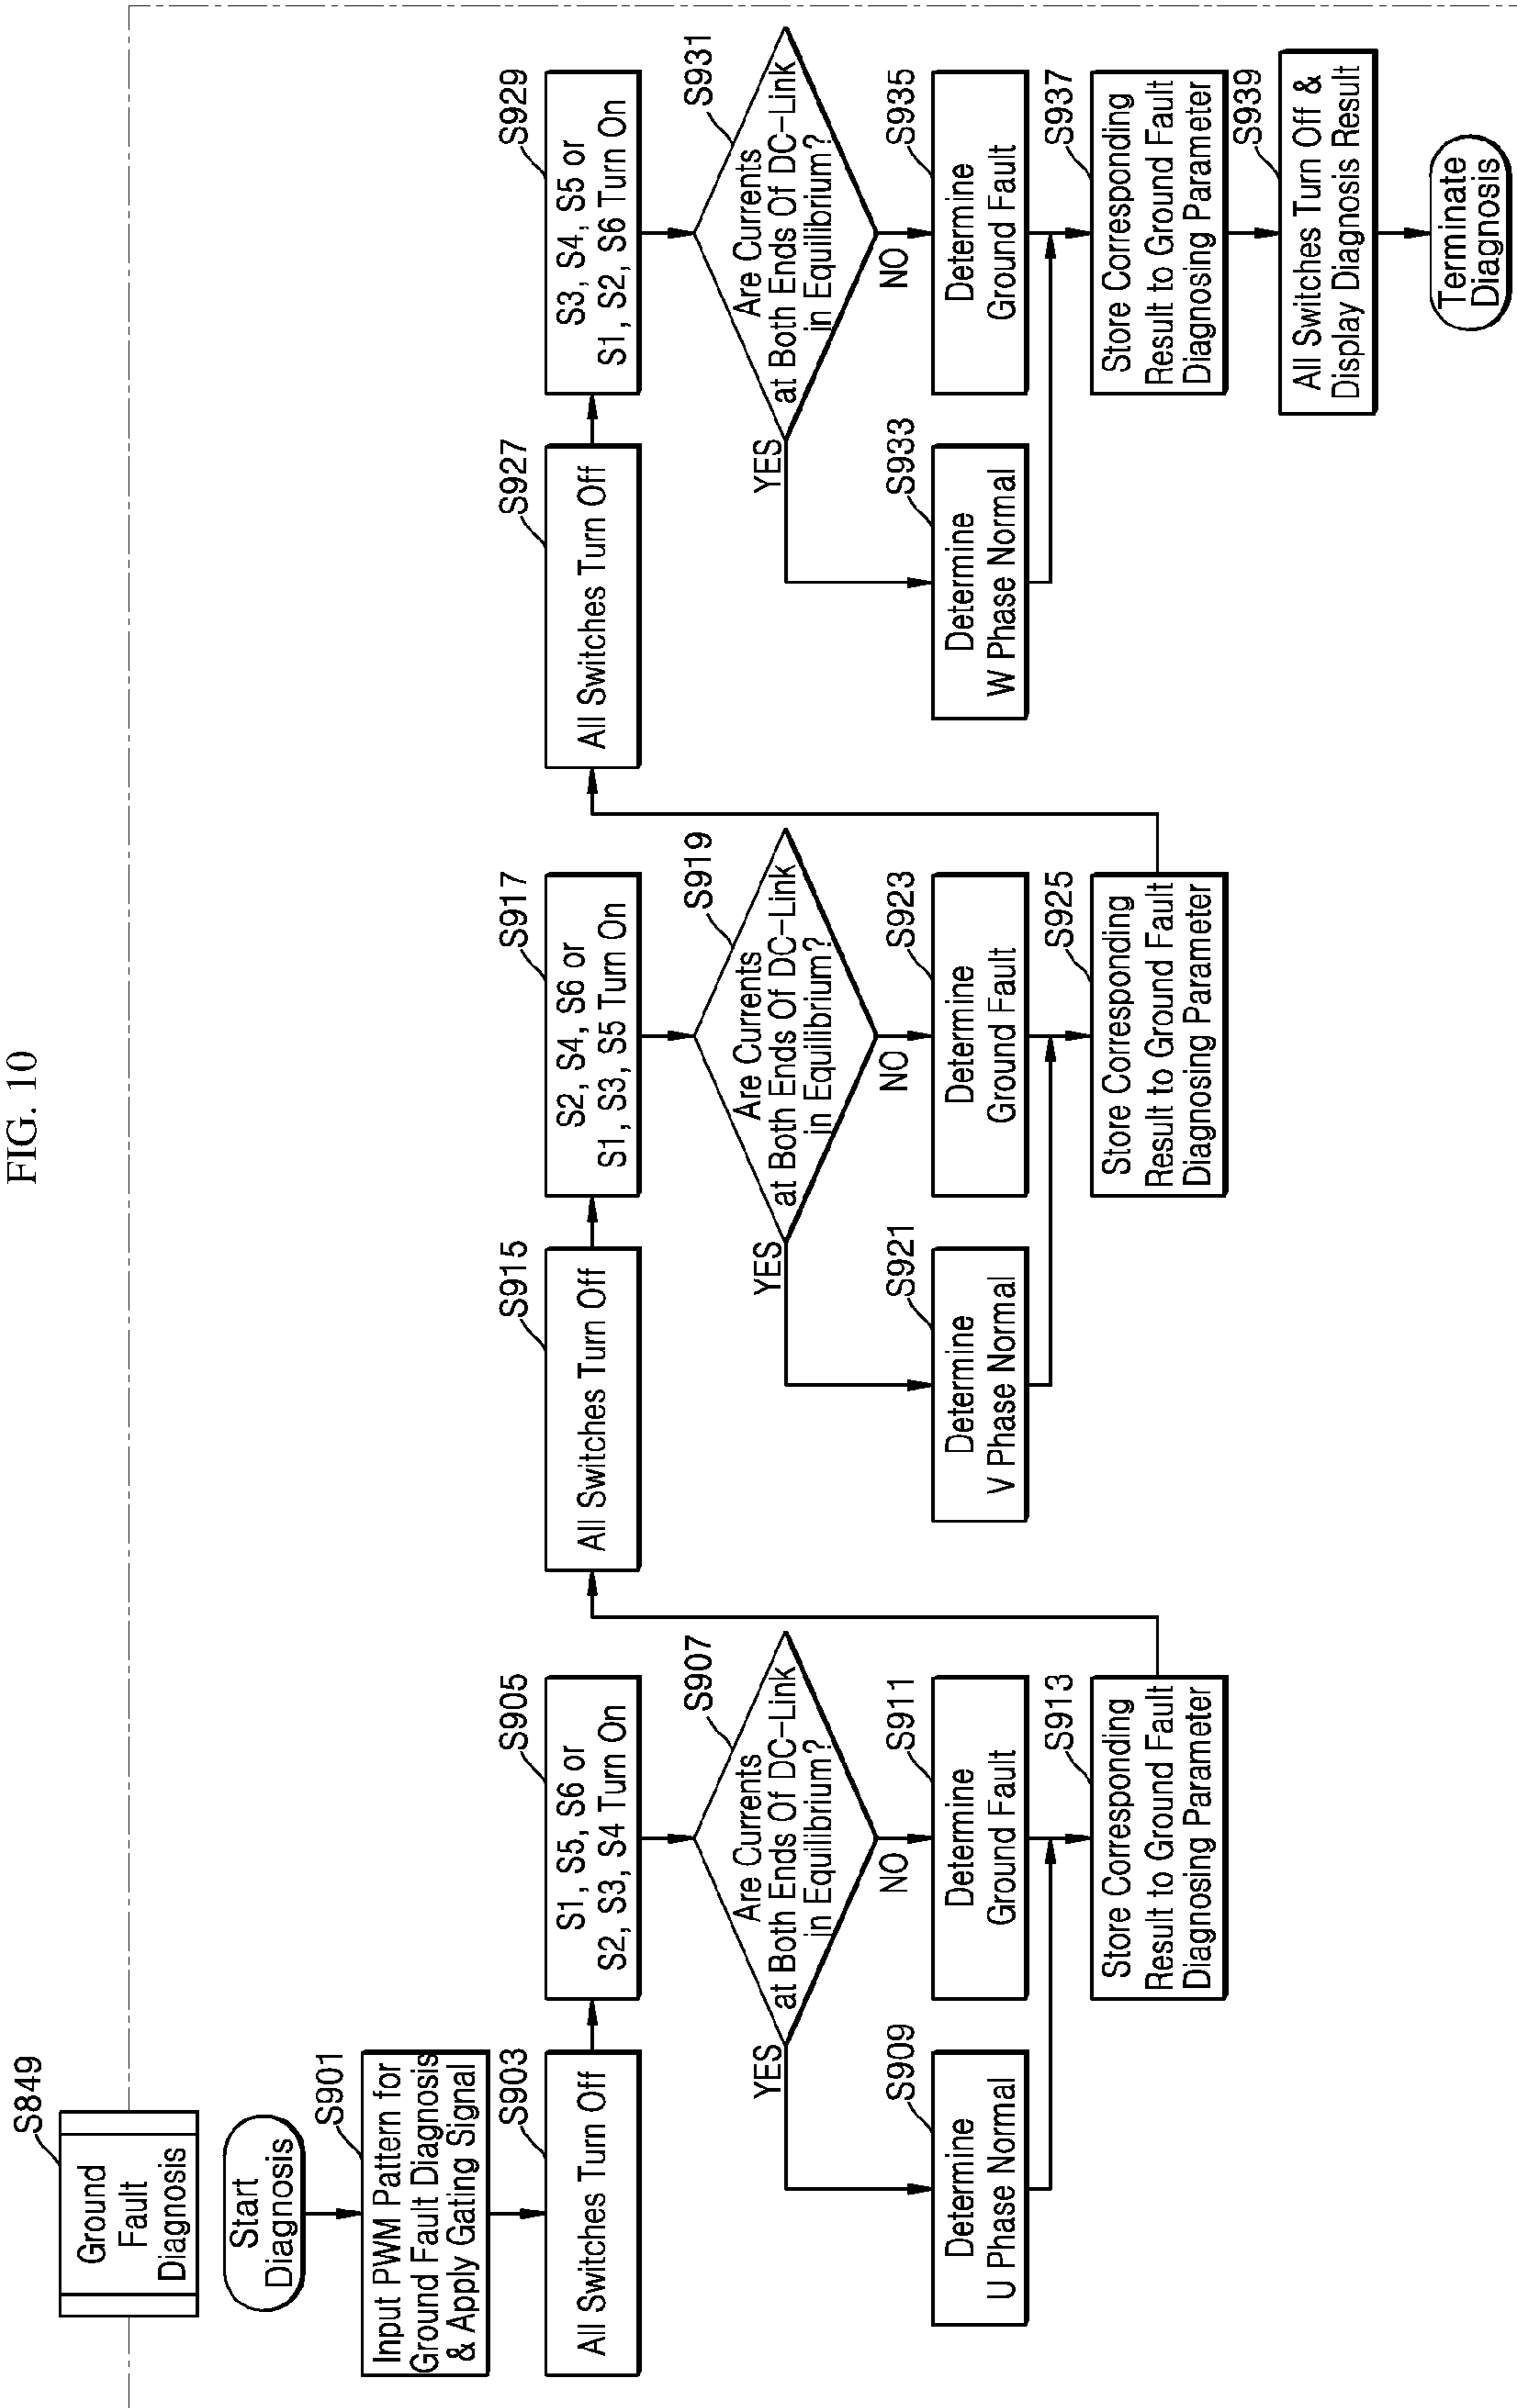 FIG. 10
S849
Ground
Fault
Diagnosis
Start
Diagnosis
S901
Input PWM Pattern for
Ground Fault Diagnosis
& Apply Gating Signal
S903
All Switches Turn Off
S905
S1, S5, S6 or
S2, S3, S4 Turn On
S907
Are Currents
at Both Ends Of DC-Link
in Equilibrium?
YES
NO
S909
Determine
U Phase Normal
S911
Determine
Ground Fault
S913
Store Corresponding
Result to Ground Fault
Diagnosing Parameter
S915
All Switches Turn Off
S917
S2, S4, S6 or
S1, S3, S5 Turn On
S919
Are Currents
at Both Ends Of DC-Link
in Equilibrium?
YES
NO
S921
Determine
V Phase Normal
S923
Determine
Ground Fault
S925
Store Corresponding
Result to Ground Fault
Diagnosing Parameter
S927
All Switches Turn Off
S929
S3, S4, S5 or
S1, S2, S6 Turn On
S931
Are Currents
at Both Ends Of DC-Link
in Equilibrium?
YES
NO
S933
Determine
W Phase Normal
S935
Determine
Ground Fault
S937
Store Corresponding
Result to Ground Fault
Diagnosing Parameter
S939
All Switches Turn Off &
Display Diagnosis Result
Terminate
Diagnosis